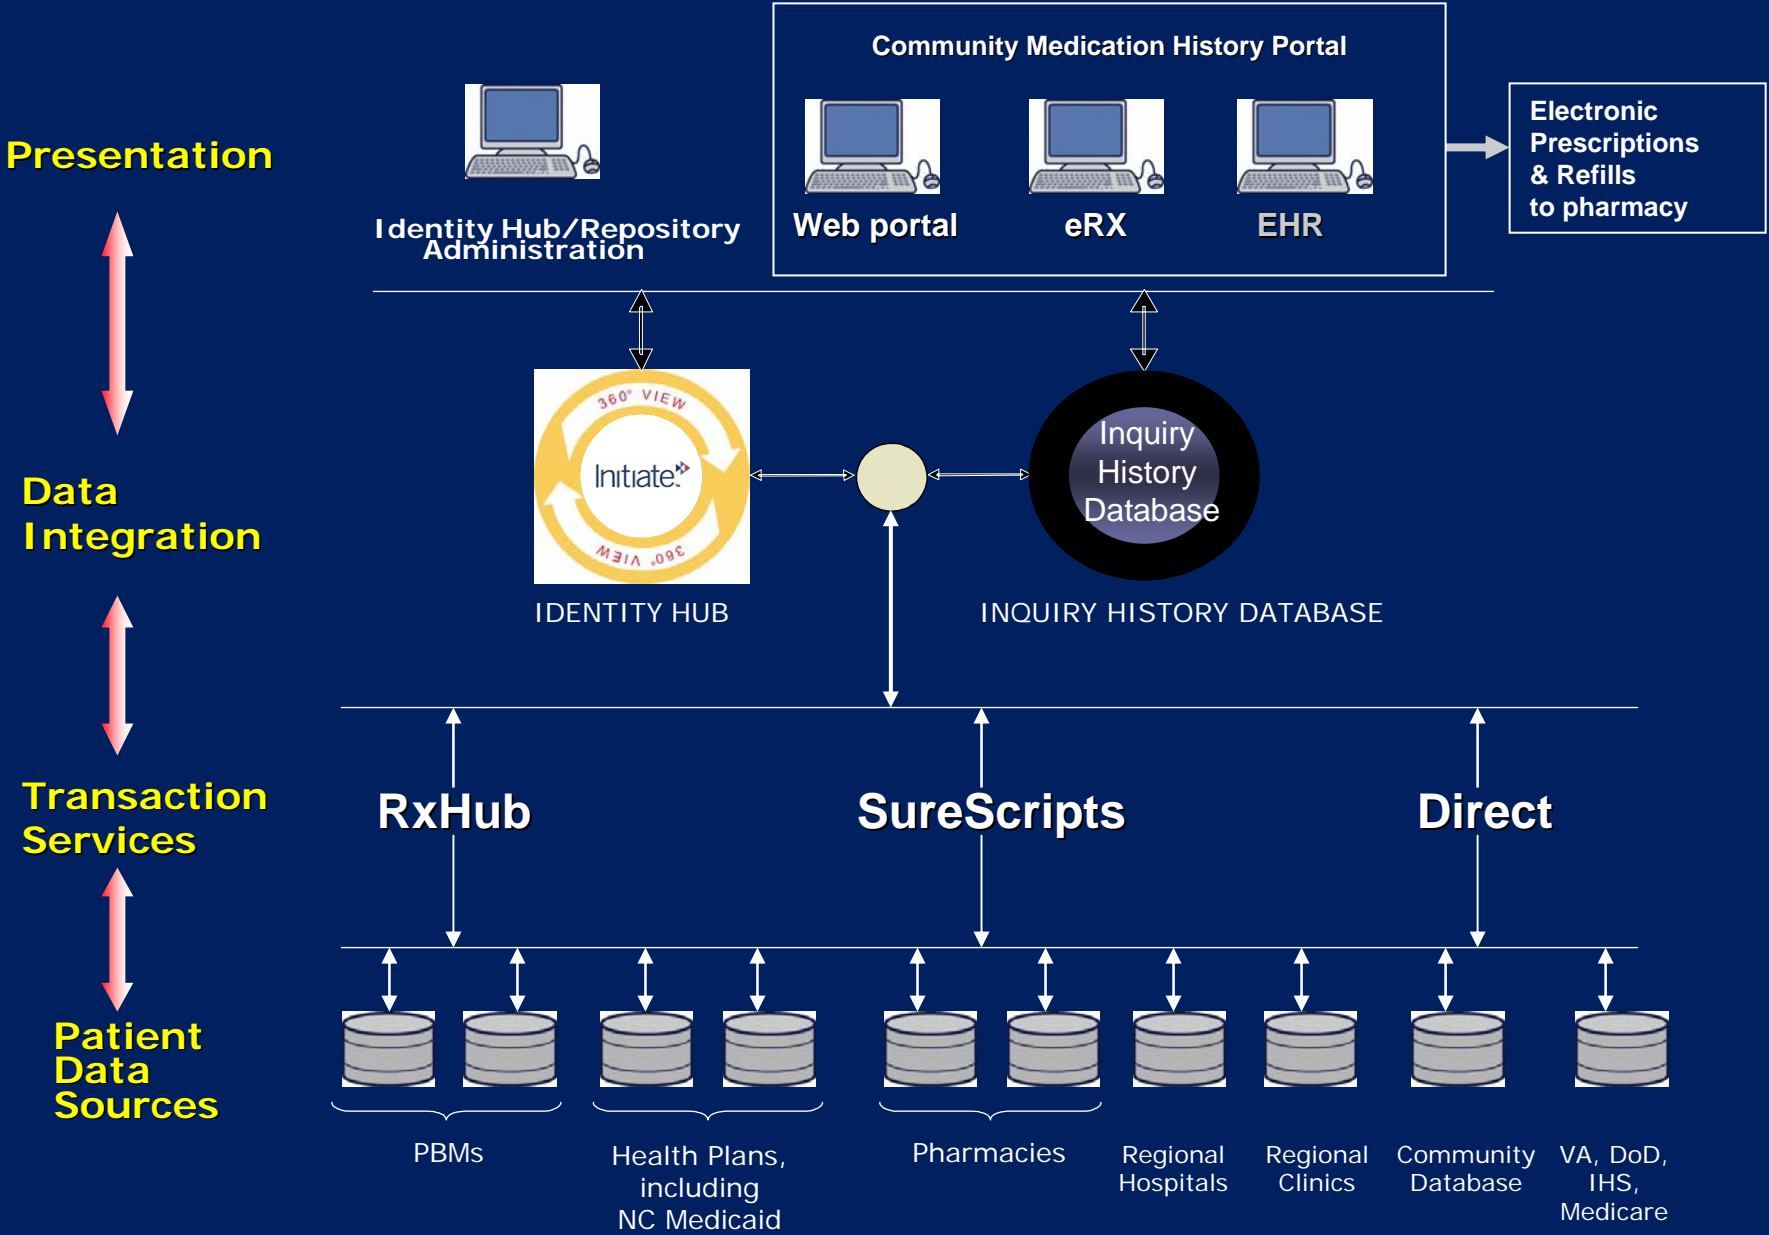 Community Medication History Portal
Presentation
Identity Hub/Repository
Administration
Web portal
eRX
EHR
Electronic
Prescriptions
& Refills
to pharmacy
Data
Integration
360° VIEW
Initiate
360° VIEW
IDENTITY HUB
Inquiry
History
Database
INQUIRY HISTORY DATABASE
Transaction
Services
RxHub
SureScripts
Direct
Patient
Data
Sources
PBMs
Health Plans,
including
NC Medicaid
Pharmacies
Regional
Hospitals
Regional
Clinics
Community
Database
VA, DoD,
IHS,
Medicare